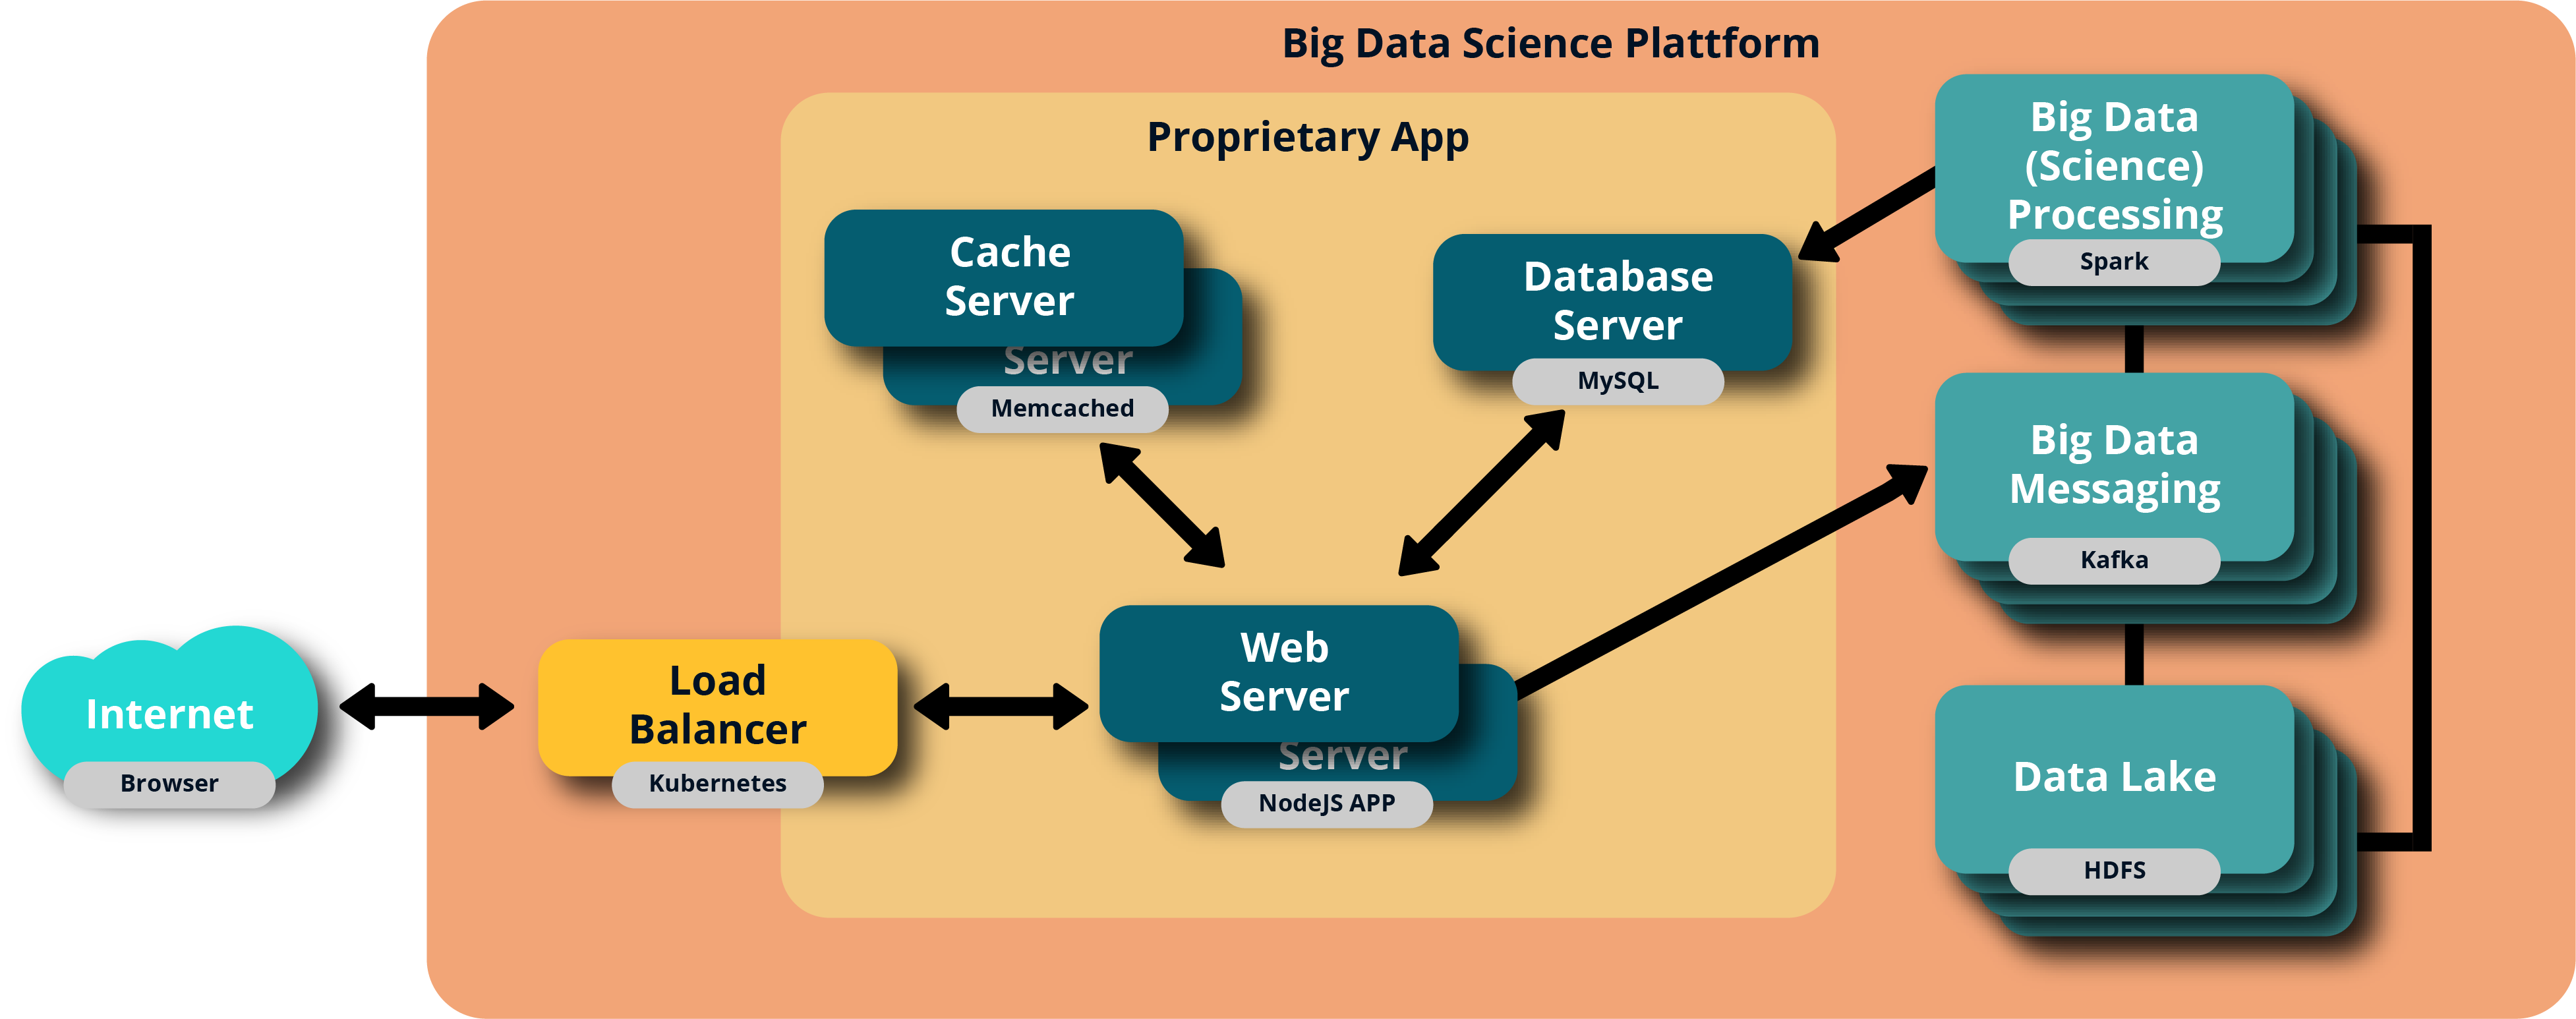 Big Data Science Plattform
Proprietary App
Big Data
(Science)
Processing
Spark
Cache
Server
Server
Memcached
Database
Server
MySQL
Big Data
Messaging
Kafka
Web
Server
Server
NodeJS APP
Load
Balancer
Kubernetes
Internet
Browser
Data Lake
HDFS